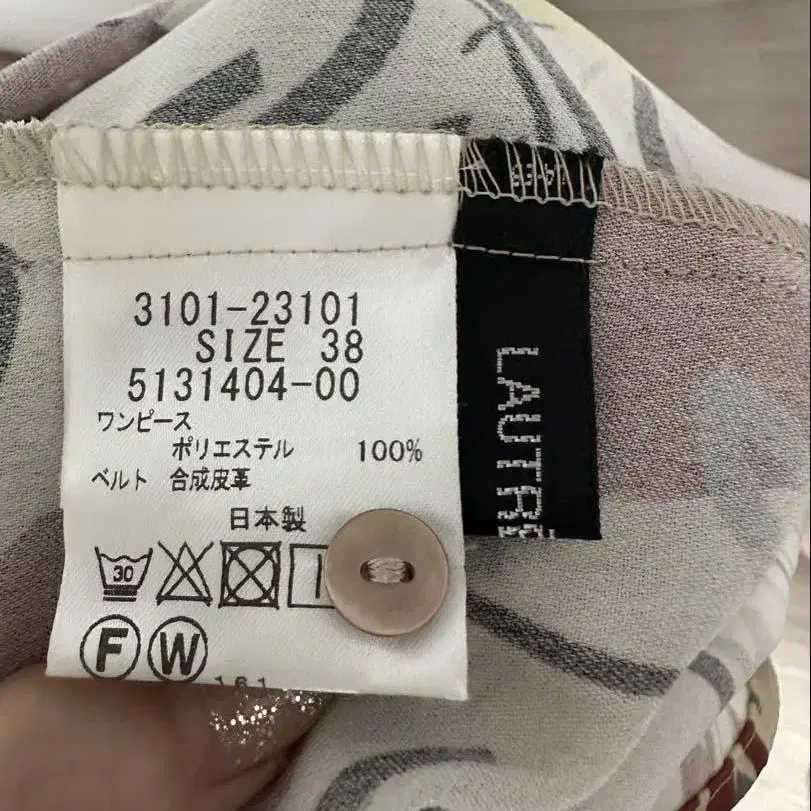 3101-23101
SIZE 38
5131404-00
ワンピース
ポリエステル 100%
ベルト 合成皮革
日本製
30
F W
161
LAUTRE